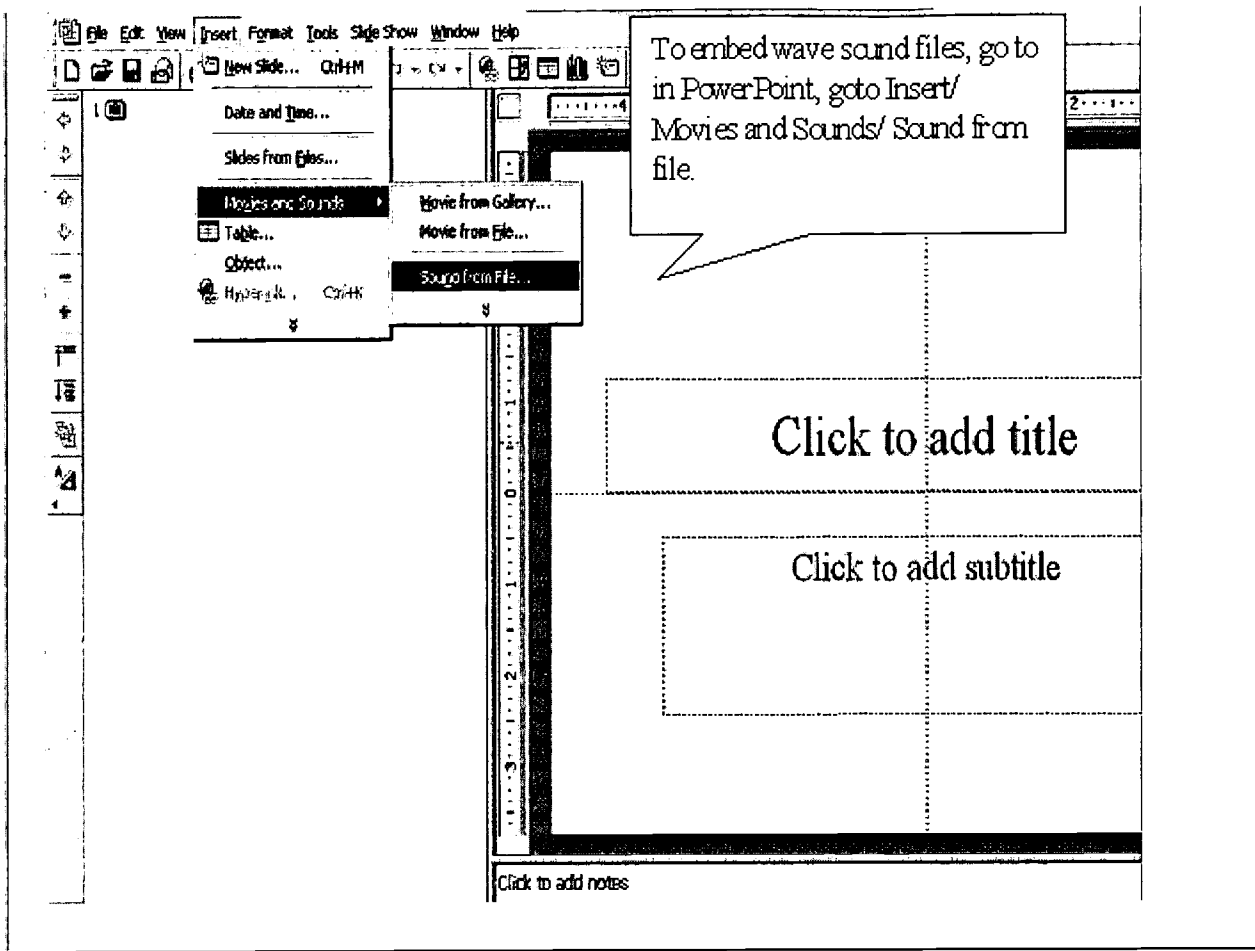 File Edit View Insert Format Tools Slide Show Window Help
New Slide... Ctrl+M
Date and Time...
Slides from Files...
Movies and Sounds
Table...
Object...
Ctrl+K
Movie from Gallery...
Movie from File...
Sound from File...
To embed wave sound files, go to
in PowerPoint, goto Insert/
Movies and Sounds/ Sound from
file.
1
Click to add title
Click to add subtitle
Click to add notes